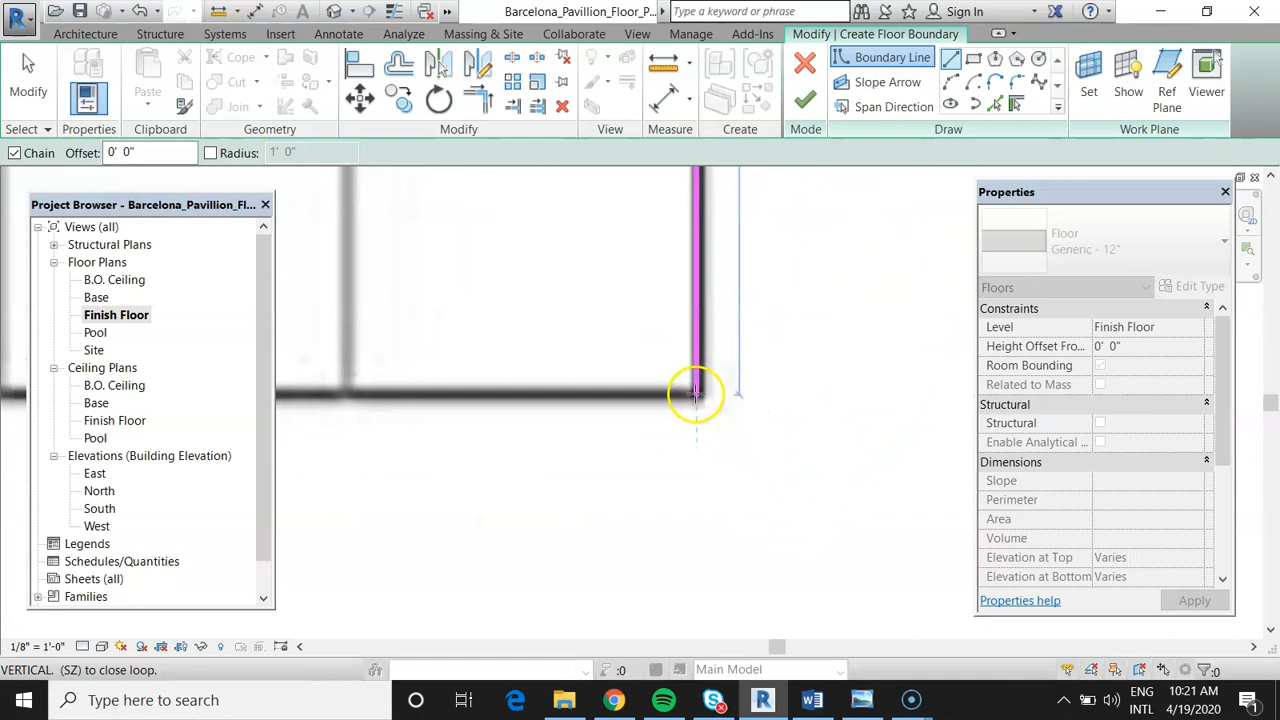 Barcelona_Pavillion_Floor_P...
Type a keyword or phrase
Sign In
Architecture
Structure
Systems
Insert
Annotate
Analyze
Massing & Site
Collaborate
View
Manage
Add-Ins
Modify | Create Floor Boundary
Modify
Paste
Cope
Cut
Join
Boundary Line
Slope Arrow
Span Direction
Set
Show
Ref
Plane
Viewer
Select
Properties
Clipboard
Geometry
Modify
View
Measure
Create
Mode
Draw
Work Plane
Chain
Offset:
0' 0"
Radius:
1' 0"
Project Browser - Barcelona_Pavillion_Fl...
Views (all)
Structural Plans
Floor Plans
B.O. Ceiling
Base
Finish Floor
Pool
Site
Ceiling Plans
B.O. Ceiling
Base
Finish Floor
Pool
Elevations (Building Elevation)
East
North
South
West
Legends
Schedules/Quantities
Sheets (all)
Families
Properties
Floor
Generic - 12"
Floors
Edit Type
Constraints
Level
Finish Floor
Height Offset Fro...
0' 0"
Room Bounding
Related to Mass
Structural
Structural
Enable Analytical ...
Dimensions
Slope
Perimeter
Area
Volume
Elevation at Top
Varies
Elevation at Bottom
Varies
Properties help
Apply
1/8" = 1'-0"
VERTICAL. (SZ) to close loop.
:0
Main Model
:0
Type here to search
ENG
INTL
10:21 AM
4/19/2020